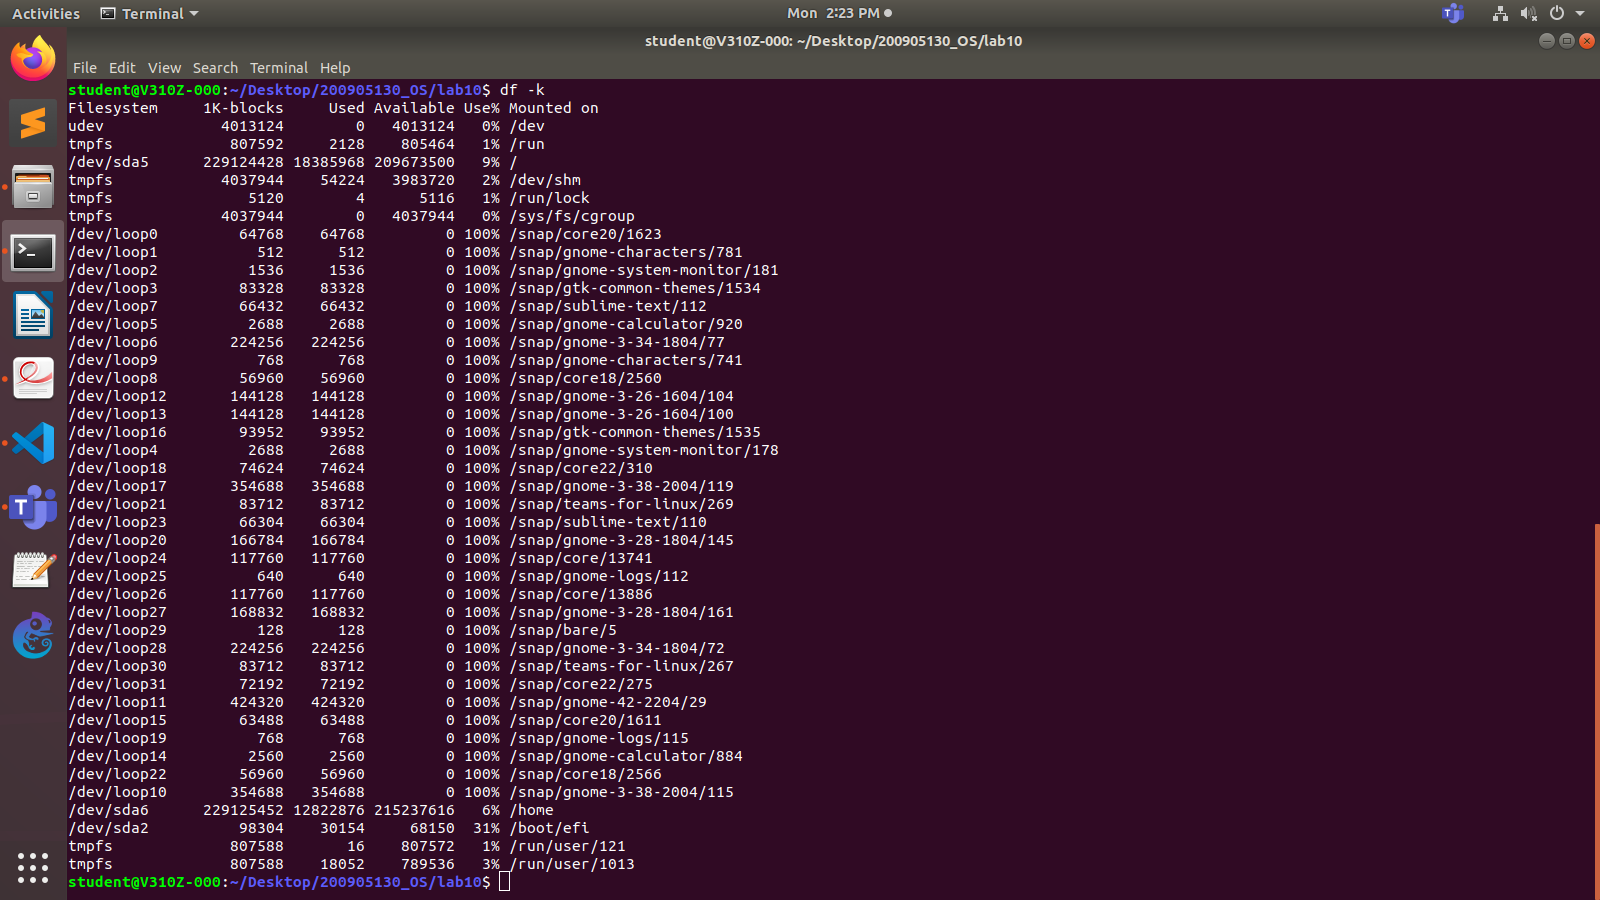 Activities Terminal Mon 2:23 PM
student@V310Z-000: ~/Desktop/200905130_OS/lab10
File Edit View Search Terminal Help
student@V310Z-000:~/Desktop/200905130_OS/lab10$ df -k
Filesystem     1K-blocks     Used Available Use% Mounted on
udev             4013124        0   4013124   0% /dev
tmpfs             807592     2128    805464   1% /run
/dev/sda5      229124428 18385968 209673500   9% /
tmpfs            4037944    54224   3983720   2% /dev/shm
tmpfs               5120        4      5116   1% /run/lock
tmpfs            4037944        0   4037944   0% /sys/fs/cgroup
/dev/loop0         64768    64768         0 100% /snap/core20/1623
/dev/loop1           512      512         0 100% /snap/gnome-characters/781
/dev/loop2          1536     1536         0 100% /snap/gnome-system-monitor/181
/dev/loop3         83328    83328         0 100% /snap/gtk-common-themes/1534
/dev/loop7         66432    66432         0 100% /snap/sublime-text/112
/dev/loop5          2688     2688         0 100% /snap/gnome-calculator/920
/dev/loop6        224256   224256         0 100% /snap/gnome-3-34-1804/77
/dev/loop9           768      768         0 100% /snap/gnome-characters/741
/dev/loop8         56960    56960         0 100% /snap/core18/2560
/dev/loop12       144128   144128         0 100% /snap/gnome-3-26-1604/104
/dev/loop13       144128   144128         0 100% /snap/gnome-3-26-1604/100
/dev/loop16        93952    93952         0 100% /snap/gtk-common-themes/1535
/dev/loop4          2688     2688         0 100% /snap/gnome-system-monitor/178
/dev/loop18        74624    74624         0 100% /snap/core22/310
/dev/loop17       354688   354688         0 100% /snap/gnome-3-38-2004/119
/dev/loop21        83712    83712         0 100% /snap/teams-for-linux/269
/dev/loop23        66304    66304         0 100% /snap/sublime-text/110
/dev/loop20       166784   166784         0 100% /snap/gnome-3-28-1804/145
/dev/loop24       117760   117760         0 100% /snap/core/13741
/dev/loop25          640      640         0 100% /snap/gnome-logs/112
/dev/loop26       117760   117760         0 100% /snap/core/13886
/dev/loop27       168832   168832         0 100% /snap/gnome-3-28-1804/161
/dev/loop29          128      128         0 100% /snap/bare/5
/dev/loop28       224256   224256         0 100% /snap/gnome-3-34-1804/72
/dev/loop30        83712    83712         0 100% /snap/teams-for-linux/267
/dev/loop31        72192    72192         0 100% /snap/core22/275
/dev/loop11       424320   424320         0 100% /snap/gnome-42-2204/29
/dev/loop15        63488    63488         0 100% /snap/core20/1611
/dev/loop19          768      768         0 100% /snap/gnome-logs/115
/dev/loop14         2560     2560         0 100% /snap/gnome-calculator/884
/dev/loop22        56960    56960         0 100% /snap/core18/2566
/dev/loop10       354688   354688         0 100% /snap/gnome-3-38-2004/115
/dev/sda6      229125452 12822876 215237616   6% /home
/dev/sda2          98304    30154     68150  31% /boot/efi
tmpfs             807588       16    807572   1% /run/user/121
tmpfs             807588    18052    789536   3% /run/user/1013
student@V310Z-000:~/Desktop/200905130_OS/lab10$